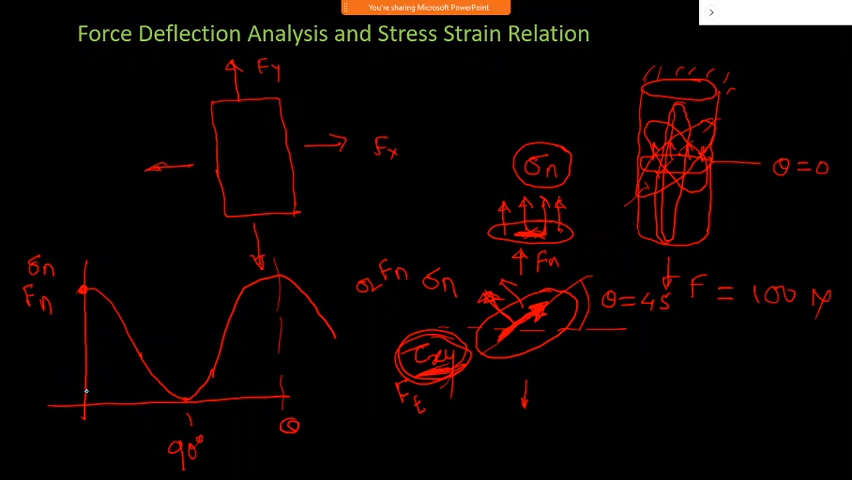 You're sharing Microsoft PowerPoint
Force Deflection Analysis and Stress Strain Relation
Fy
Fx
σn
θ = 0
σn
Fn
Fn
or Fn σn
θ = 45
F = 100 N
τxy
Ft
90°
θ